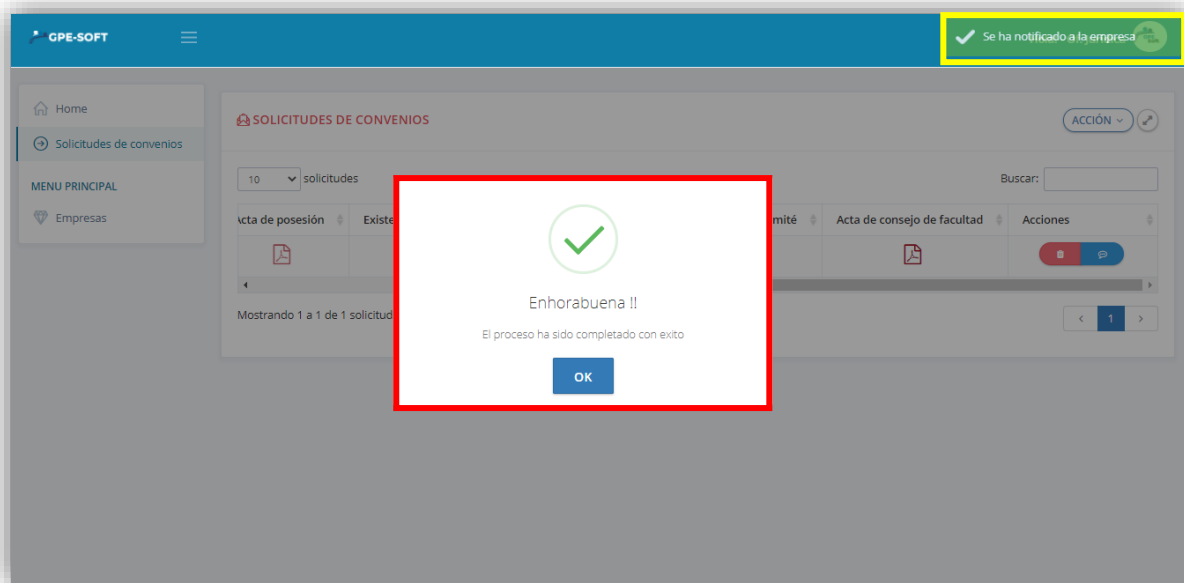 GPE-SOFT
Se ha notificado a la empresa
Home
Solicitudes de convenios
MENU PRINCIPAL
Empresas
SOLICITUDES DE CONVENIOS
ACCIÓN
10 solicitudes
Buscar:
Acta de posesión Existe mité Acta de consejo de facultad Acciones
Mostrando 1 a 1 de 1 solicitud
1
Enhorabuena !!
El proceso ha sido completado con exito
OK